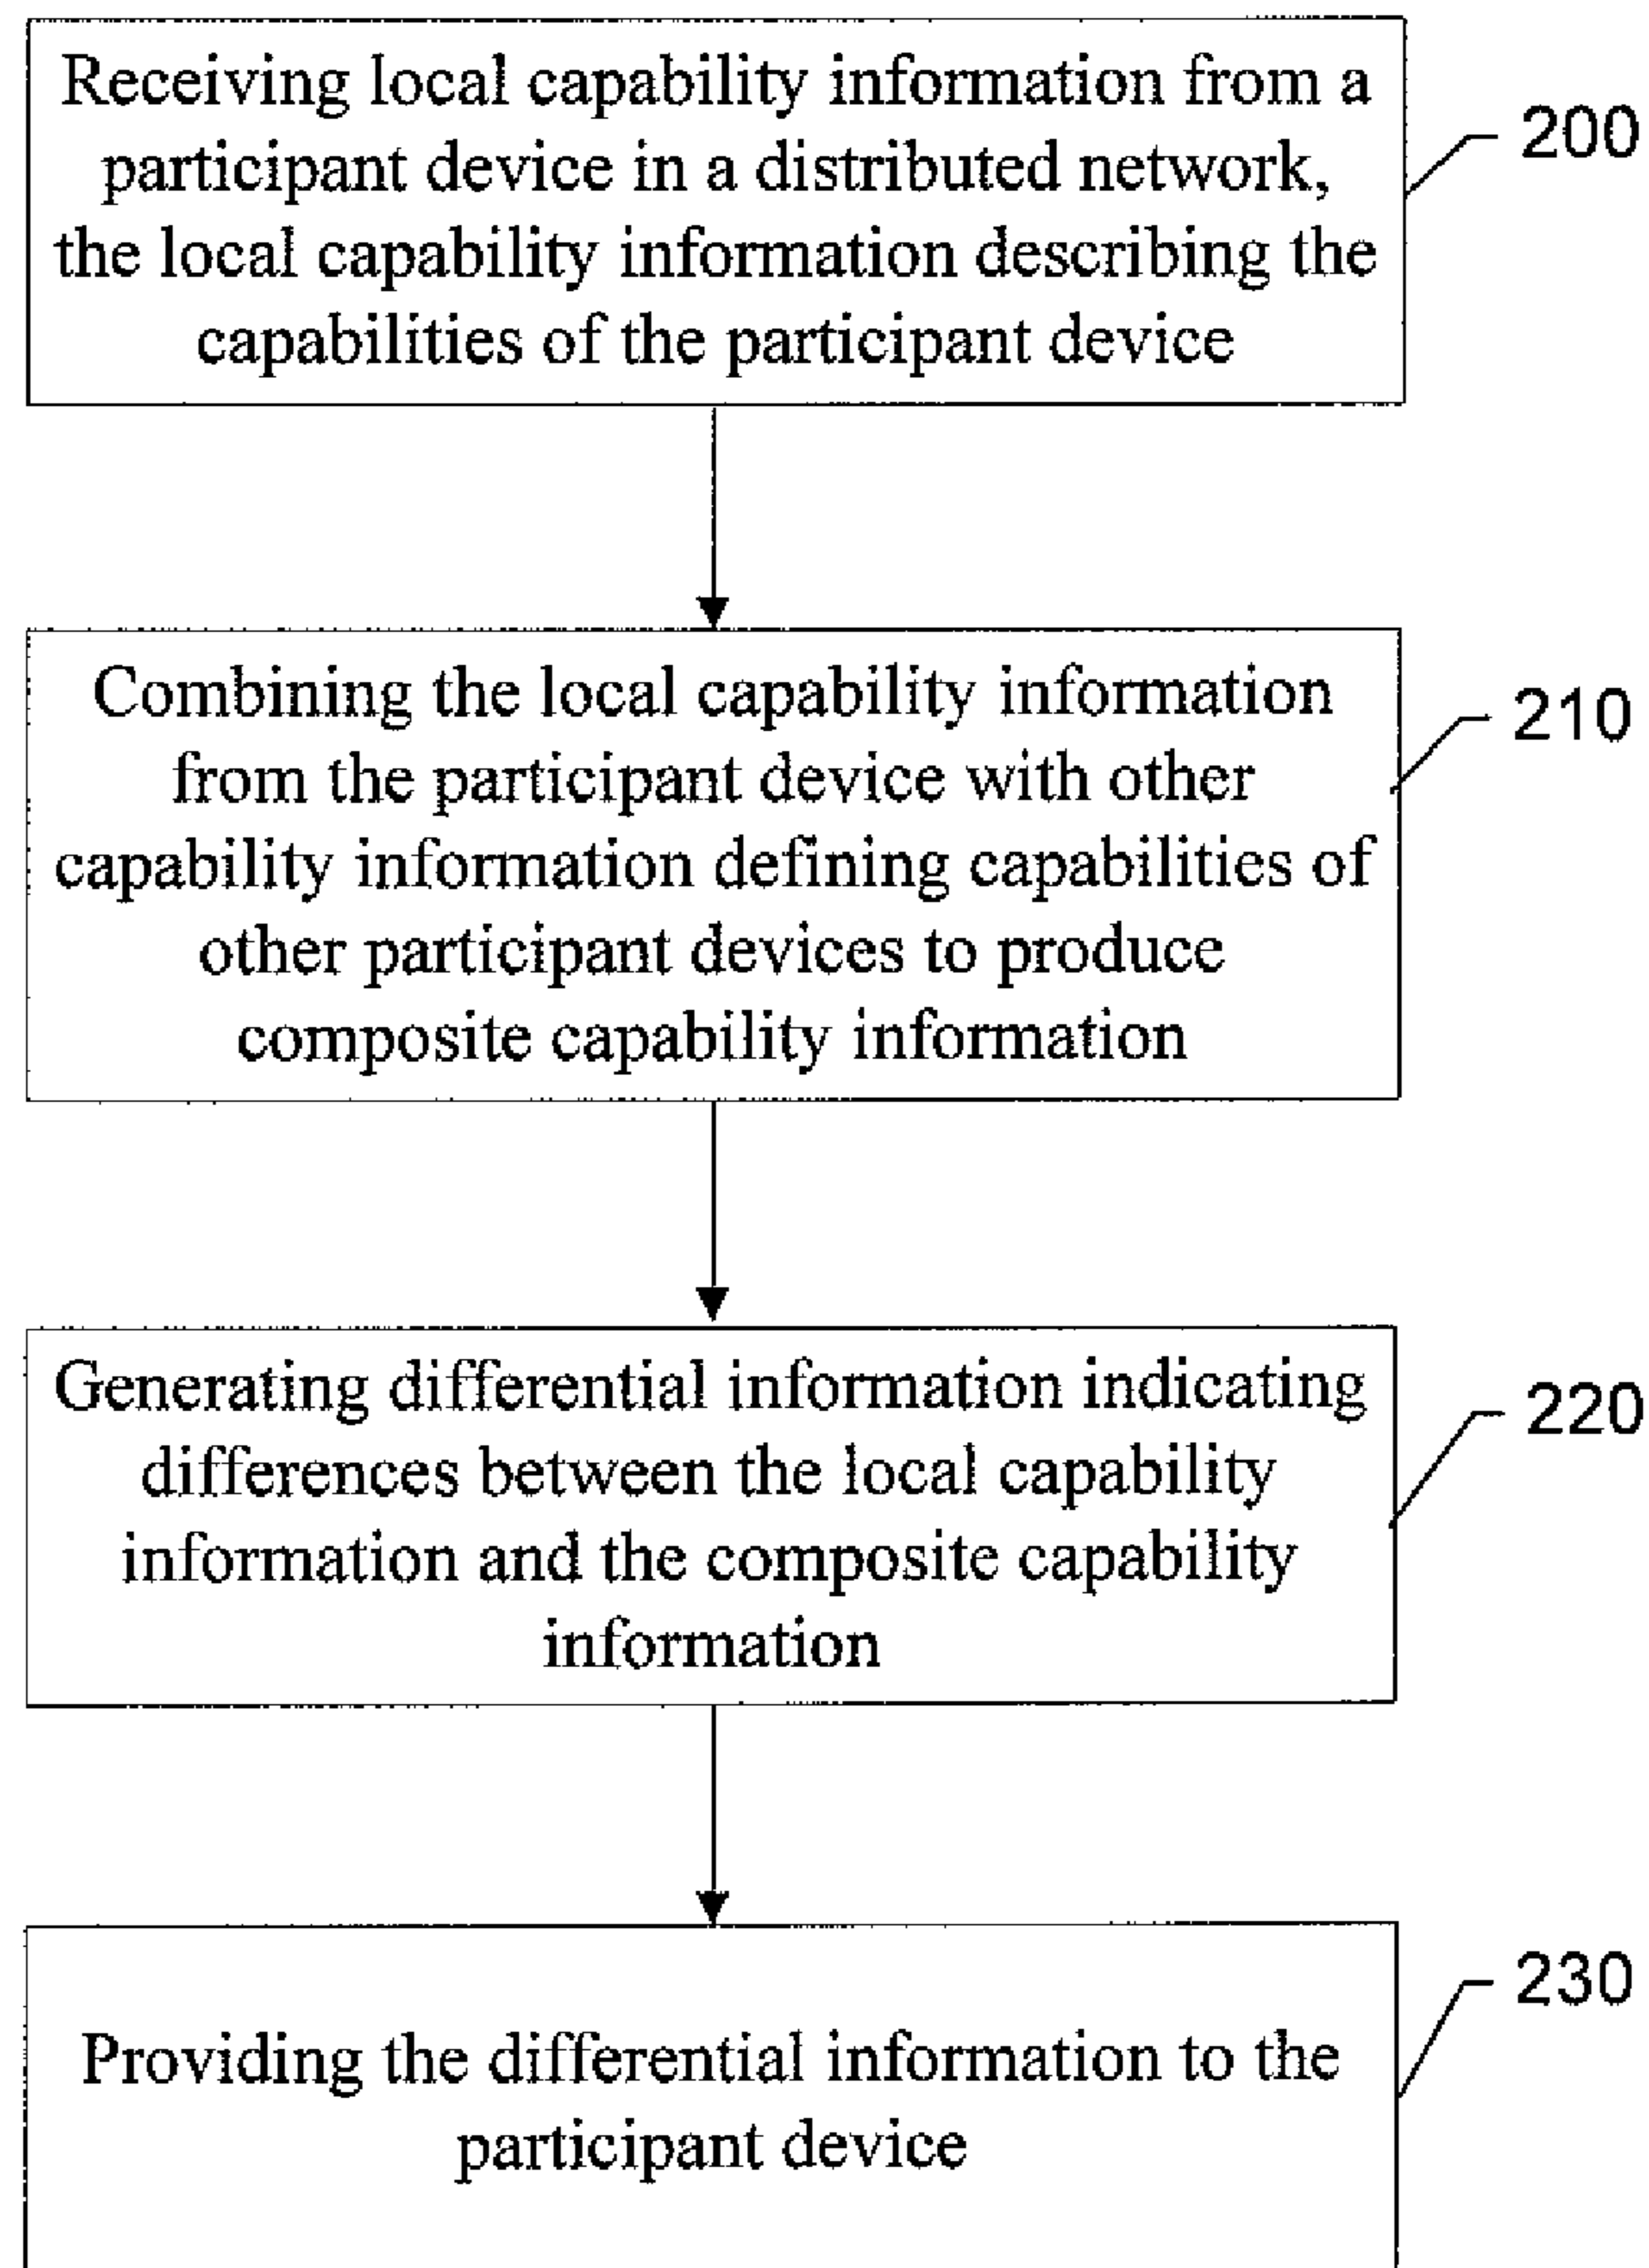 Receiving local capability information from a
participant device in a distributed network,
the local capability information describing the
capabilities of the participant device
200
Combining the local capability information
from the participant device with other
capability information defining capabilities of
other participant devices to produce
composite capability information
210
Generating differential information indicating
differences between the local capability
information and the composite capability
information
220
Providing the differential information to the
participant device
230